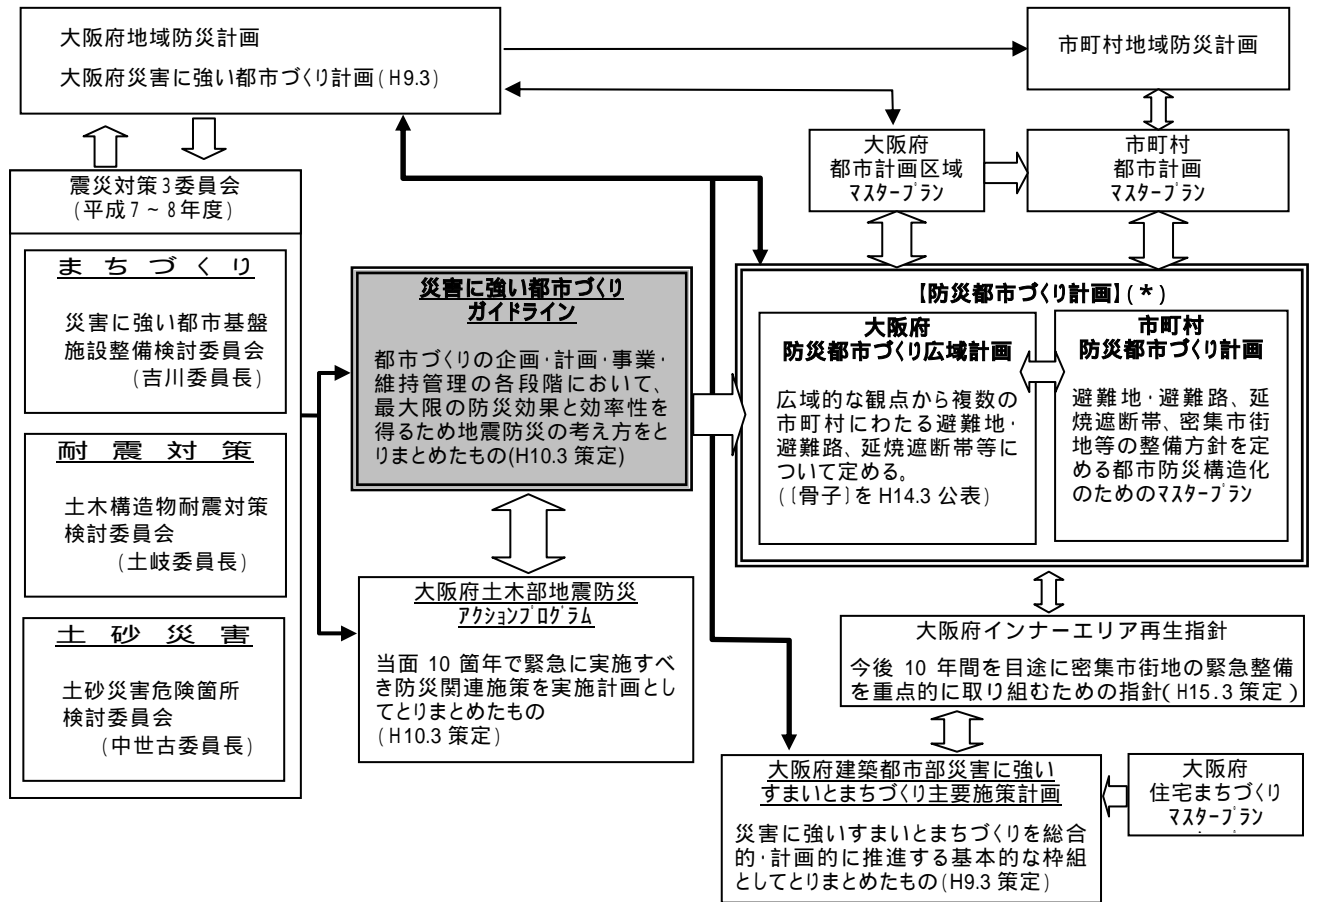 大阪府地域防災計画
大阪府災害に強い都市づくり計画(H9.3)
市町村地域防災計画
大阪府
都市計画区域
マスタープラン
市町村
都市計画
マスタープラン
震災対策3委員会
(平成7~8年度)
まちづくり
災害に強い都市基盤
施設整備検討委員会
(吉川委員長)
耐震対策
土木構造物耐震対策
検討委員会
(土岐委員長)
土砂災害
土砂災害危険箇所
検討委員会
(中世古委員長)
災害に強い都市づくり
ガイドライン
都市づくりの企画・計画・事業・
維持管理の各段階において、
最大限の防災効果と効率性を
得るため地震防災の考え方をと
りまとめたもの(H10.3 策定)
大阪府土木部地震防災
アクションプログラム
当面 10 箇年で緊急に実施すべ
き防災関連施策を実施計画とし
てとりまとめたもの
(H10.3 策定)
【防災都市づくり計画】(*)
大阪府
防災都市づくり広域計画
広域的な観点から複数の
市町村にわたる避難地・
避難路、延焼遮断帯等に
ついて定める。
(〔骨子〕を H14.3 公表)
市町村
防災都市づくり計画
避難地・避難路、延
焼遮断帯、密集市街
地等の整備方針を定
める都市防災構造化
のためのマスタープラン
大阪府インナーエリア再生指針
今後 10 年間を目途に密集市街地の緊急整備
を重点的に取り組むための指針(H15.3 策定)
大阪府建築都市部災害に強い
すまいとまちづくり主要施策計画
災害に強いすまいとまちづくりを総合
的・計画的に推進する基本的な枠組
としてとりまとめたもの(H9.3 策定)
大阪府
住宅まちづくり
マスタープラン